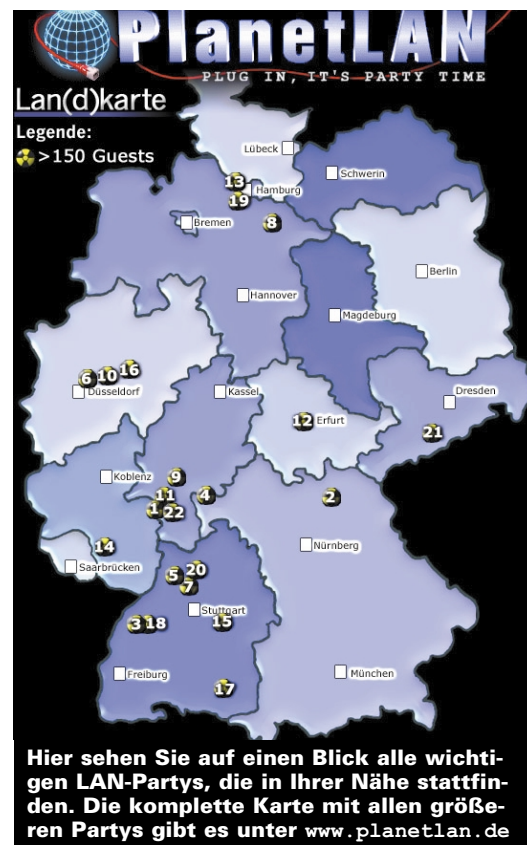 PlanetLAN
PLUG IN, IT'S PARTY TIME
Lan(d)karte
Legende:
>150 Guests
Lübeck
Schwerin
13
Hamburg
19
8
Bremen
Berlin
Hannover
Magdeburg
6 10 16
Düsseldorf
Kassel
Dresden
12 Erfurt
21
Koblenz
9
11
4
2
1
22
14
Nürnberg
Saarbrücken
5
20
7
Stuttgart
3 18
15
Freiburg
München
17
Hier sehen Sie auf einen Blick alle wichti-
gen LAN-Partys, die in Ihrer Nähe stattfin-
den. Die komplette Karte mit allen größe-
ren Partys gibt es unter www.planetlan.de